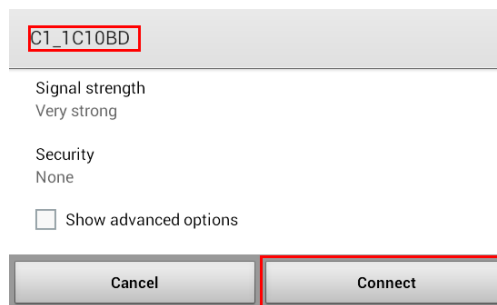 C1_1C10BD
Signal strength
Very strong
Security
None
Show advanced options
Cancel
Connect